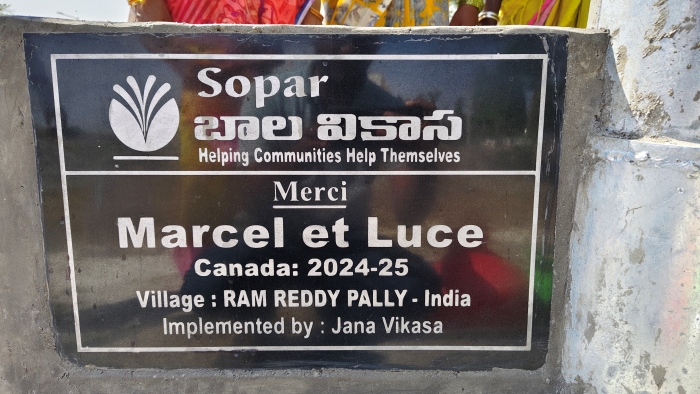 Sopar
బాల వికాస
Helping Communities Help Themselves
Merci
Marcel et Luce
Canada: 2024-25
Village : RAM REDDY PALLY - India
Implemented by : Jana Vikasa